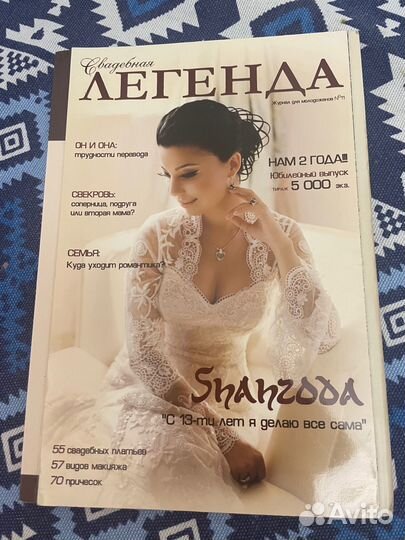 Свадебная
ЛЕГЕНДА
Журнал для молодоженов №11
ОН И ОНА:
трудности перевода
НАМ 2 ГОДА!!!
Юбилейный выпуск
тираж 5 000 экз.
СВЕКРОВЬ:
соперница, подруга
или вторая мама?
СЕМЬЯ:
Куда уходит романтика?
Shahzoda
"С 13-ти лет я делаю все сама"
55 свадебных платьев
57 видов макияжа
70 причесок
Avito